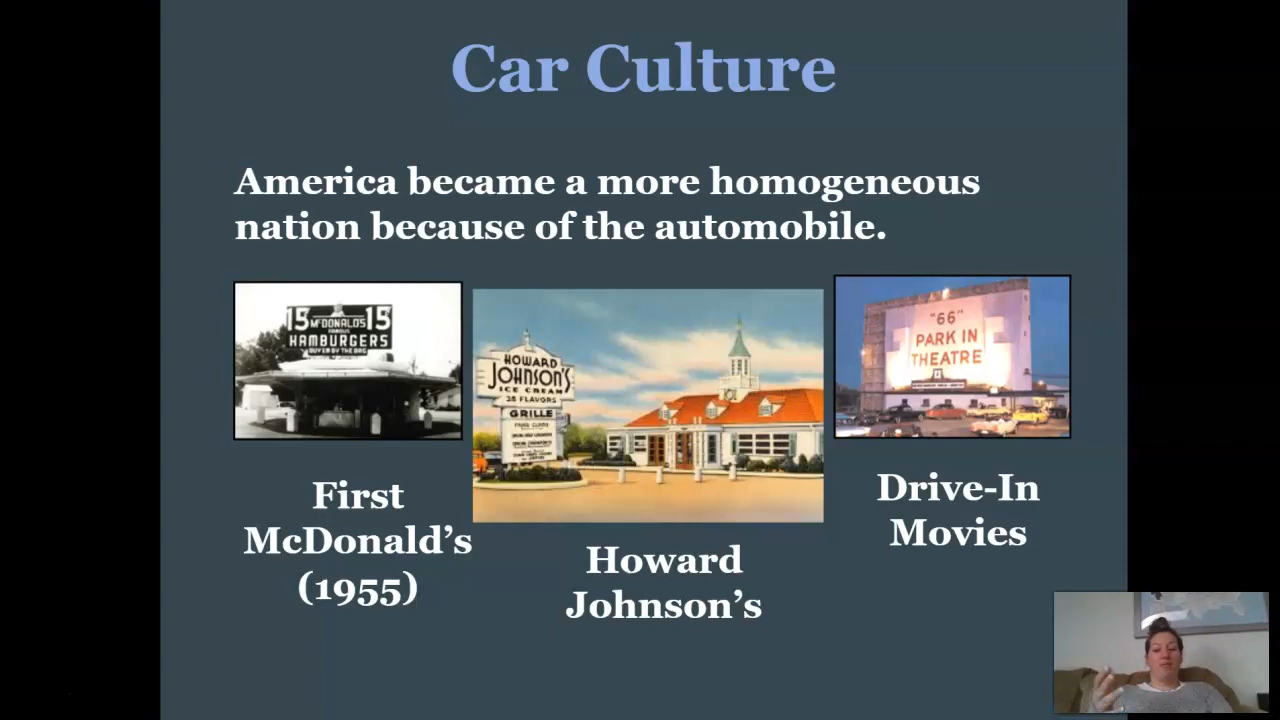 Car Culture
America became a more homogeneous
nation because of the automobile.
15 McDONALD'S 15
FAMOUS
HAMBURGERS
BUY'EM BY THE BAG
HOWARD
JOHNSON'S
ICE CREAM
28 FLAVORS
GRILLE
"66"
PARK IN
THEATRE
First
McDonald's
(1955)
Howard
Johnson's
Drive-In
Movies